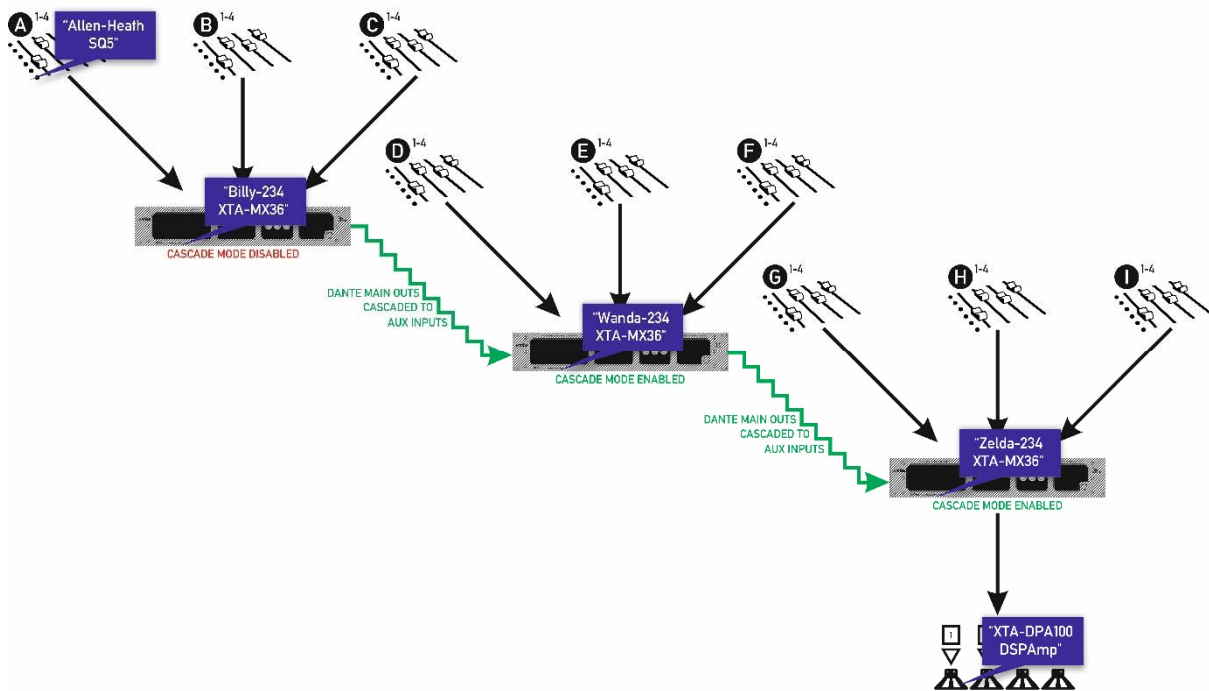 A 1-4
"Allen-Heath
SQ5"
B 1-4
C 1-4
"Billy-234
XTA-MX36"
CASCADE MODE DISABLED
D 1-4
E 1-4
F 1-4
DANTE MAIN OUTS
CASCADED TO
AUX INPUTS
"Wanda-234
XTA-MX36"
CASCADE MODE ENABLED
G 1-4
H 1-4
I 1-4
DANTE MAIN OUTS
CASCADED TO
AUX INPUTS
"Zelda-234
XTA-MX36"
CASCADE MODE ENABLED
1
"XTA-DPA100
DSPAmp"